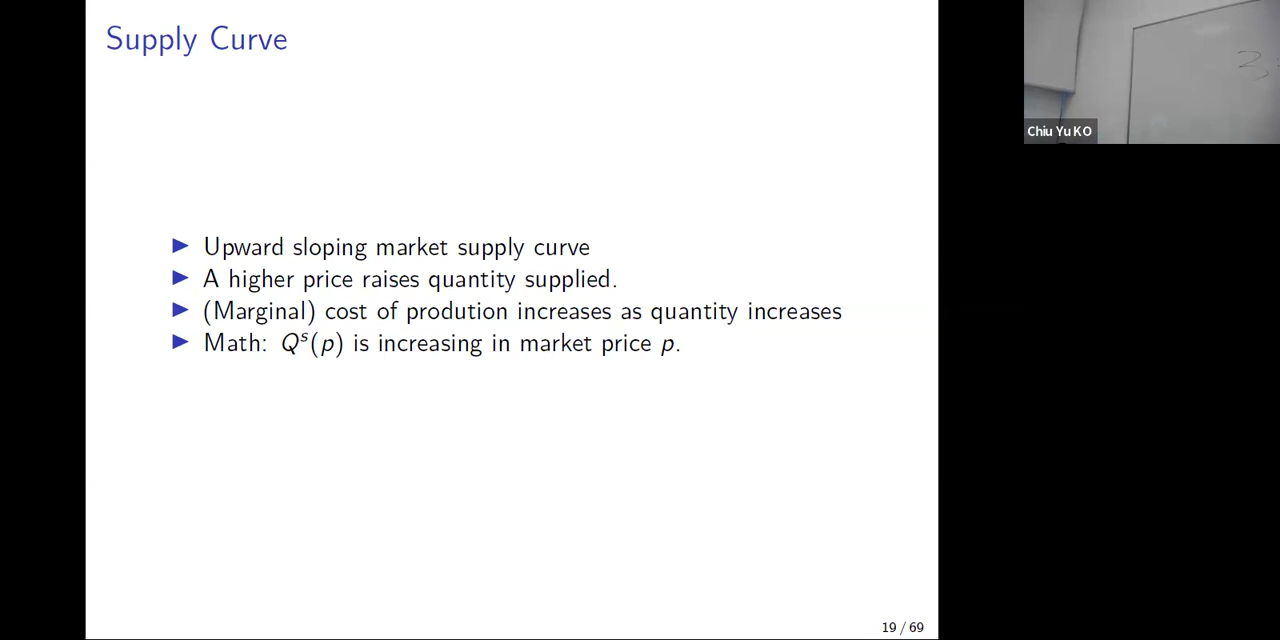 Supply Curve
Upward sloping market supply curve
A higher price raises quantity supplied.
(Marginal) cost of prodution increases as quantity increases
Math: Qˢ(p) is increasing in market price p.
19 / 69
Chiu Yu KO
3